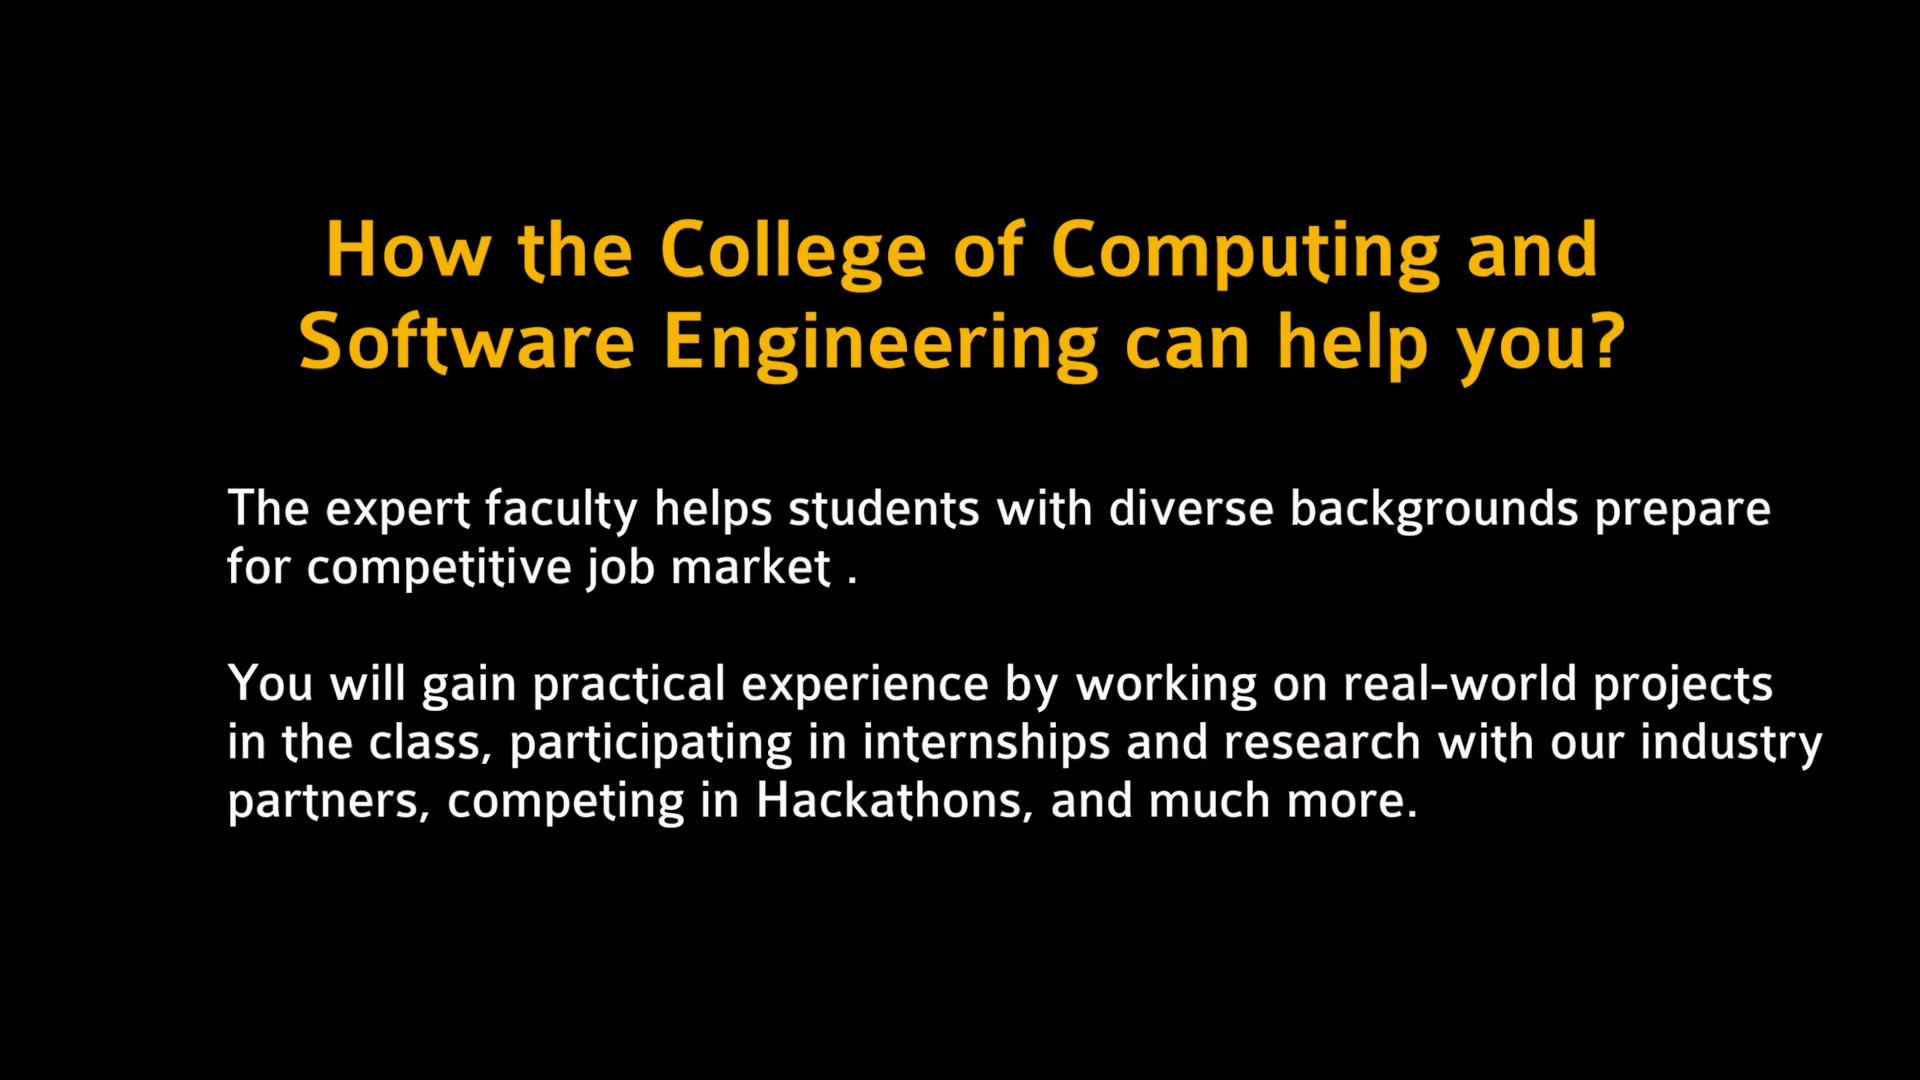 How the College of Computing and
Software Engineering can help you?
The expert faculty helps students with diverse backgrounds prepare
for competitive job market .
You will gain practical experience by working on real-world projects
in the class, participating in internships and research with our industry
partners, competing in Hackathons, and much more.